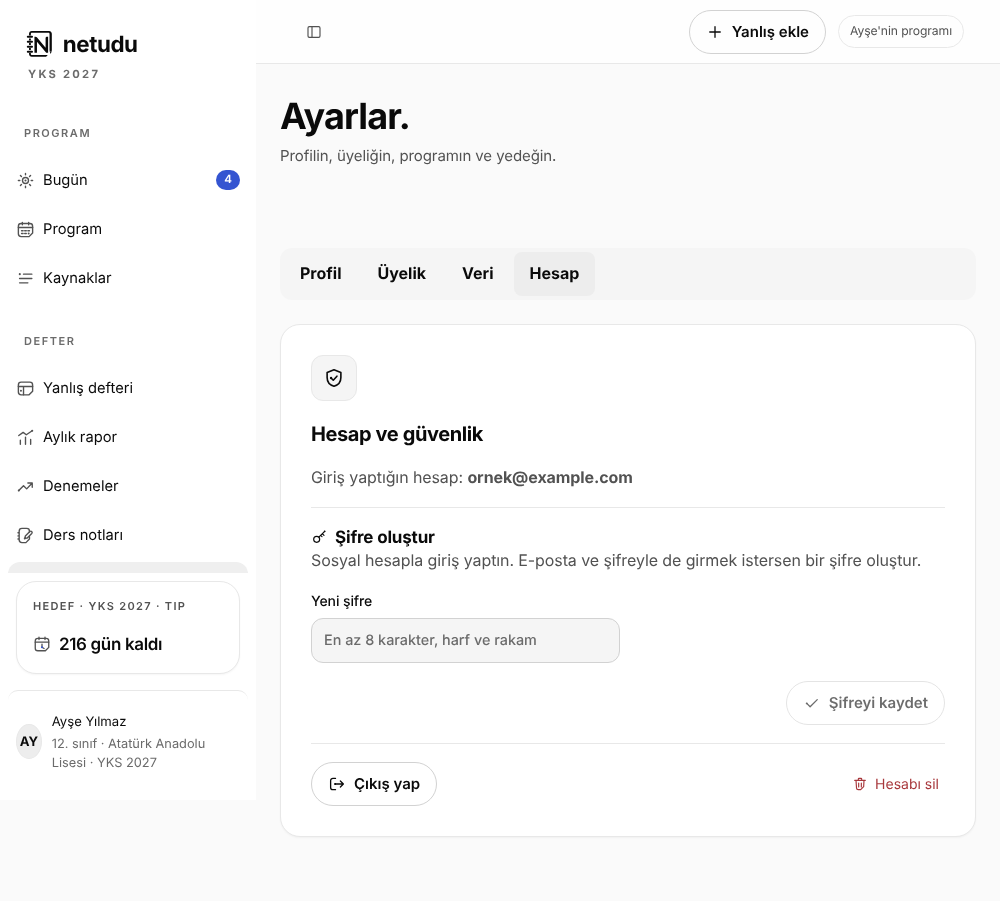 netudu
YKS 2027
PROGRAM
Bugün
4
Program
Kaynaklar
DEFTER
Yanlış defteri
Aylık rapor
Denemeler
Ders notları
HEDEF · YKS 2027 · TIP
216 gün kaldı
AY
Ayşe Yılmaz
12. sınıf · Atatürk Anadolu
Lisesi · YKS 2027
Yanlış ekle
Ayşe'nin programı
Ayarlar.
Profilin, üyeliğin, programın ve yedeğin.
Profil
Üyelik
Veri
Hesap
Hesap ve güvenlik
Giriş yaptığın hesap: ornek@example.com
Şifre oluştur
Sosyal hesapla giriş yaptın. E-posta ve şifreyle de girmek istersen bir şifre oluştur.
Yeni şifre
En az 8 karakter, harf ve rakam
Şifreyi kaydet
Çıkış yap
Hesabı sil